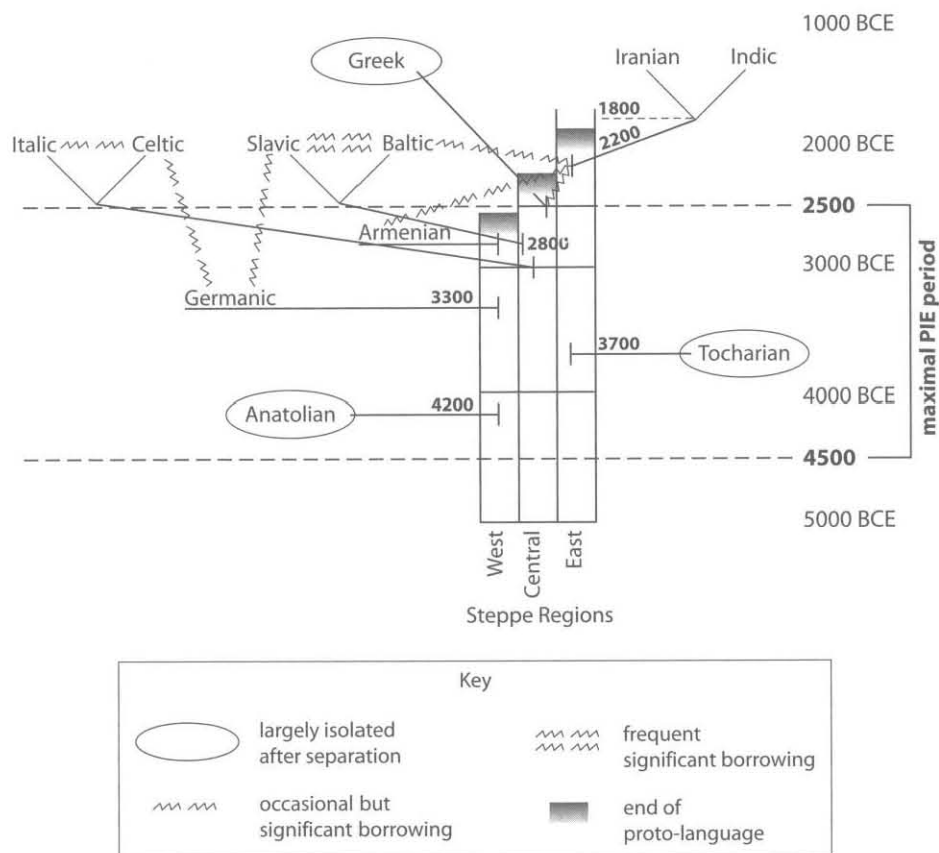 1000 BCE
Greek
Iranian Indic
1800
Italic Celtic Slavic Baltic
2200
2000 BCE
2500
Armenian
2800
3000 BCE
Germanic
3300
3700
Tocharian
maximal PIE period
4000 BCE
Anatolian
4200
4500
5000 BCE
West
Central
East
Steppe Regions
Key
largely isolated
after separation
frequent
significant borrowing
occasional but
significant borrowing
end of
proto-language